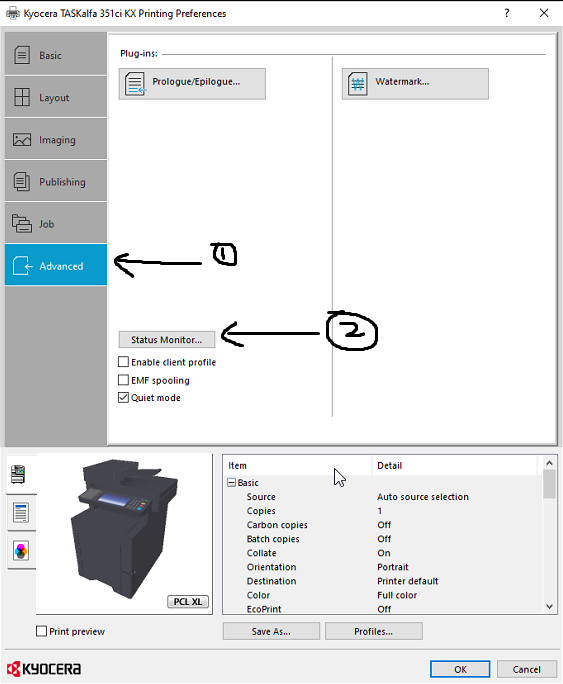 Kyocera TASKalfa 351ci KX Printing Preferences
?
Basic
Layout
Imaging
Publishing
Job
Advanced
Plug-ins:
Prologue/Epilogue...
Watermark...
1
2
Status Monitor...
Enable client profile
EMF spooling
Quiet mode
PCL XL
Print preview
Item Detail
Basic
Source Auto source selection
Copies 1
Carbon copies Off
Batch copies Off
Collate On
Orientation Portrait
Destination Printer default
Color Full color
EcoPrint Off
Save As...
Profiles...
KYOCERA
OK
Cancel